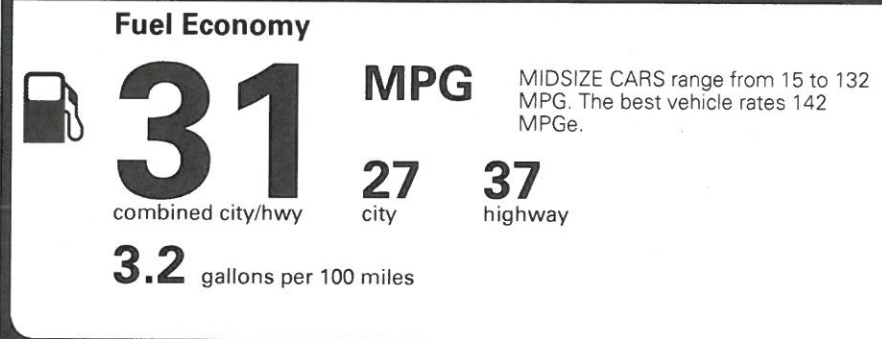 Fuel Economy
31 MPG
MIDSIZE CARS range from 15 to 132
MPG. The best vehicle rates 142
MPGe.
combined city/hwy
27
city
37
highway
3.2 gallons per 100 miles